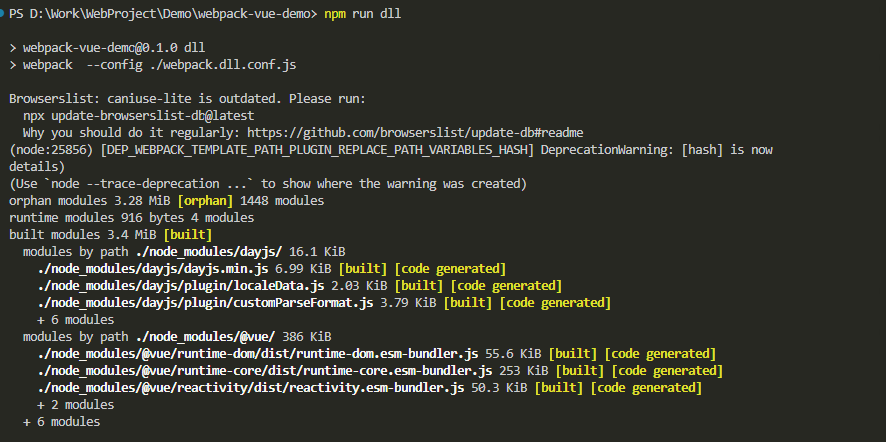 PS D:\Work\WebProject\Demo\webpack-vue-demo> npm run dll
> webpack-vue-demo@0.1.0 dll
> webpack  --config ./webpack.dll.conf.js
Browserslist: caniuse-lite is outdated. Please run:
  npx update-browserslist-db@latest
  Why you should do it regularly: https://github.com/browserslist/update-db#readme
(node:25856) [DEP_WEBPACK_TEMPLATE_PATH_PLUGIN_REPLACE_PATH_VARIABLES_HASH] DeprecationWarning: [hash] is now
details)
(Use `node --trace-deprecation ...` to show where the warning was created)
orphan modules 3.28 MiB [orphan] 1448 modules
runtime modules 916 bytes 4 modules
built modules 3.4 MiB [built]
  modules by path ./node_modules/dayjs/ 16.1 KiB
    ./node_modules/dayjs/dayjs.min.js 6.99 KiB [built] [code generated]
    ./node_modules/dayjs/plugin/localeData.js 2.03 KiB [built] [code generated]
    ./node_modules/dayjs/plugin/customParseFormat.js 3.79 KiB [built] [code generated]
    + 6 modules
  modules by path ./node_modules/@vue/ 386 KiB
    ./node_modules/@vue/runtime-dom/dist/runtime-dom.esm-bundler.js 55.6 KiB [built] [code generated]
    ./node_modules/@vue/runtime-core/dist/runtime-core.esm-bundler.js 253 KiB [built] [code generated]
    ./node_modules/@vue/reactivity/dist/reactivity.esm-bundler.js 50.3 KiB [built] [code generated]
    + 2 modules
  + 6 modules